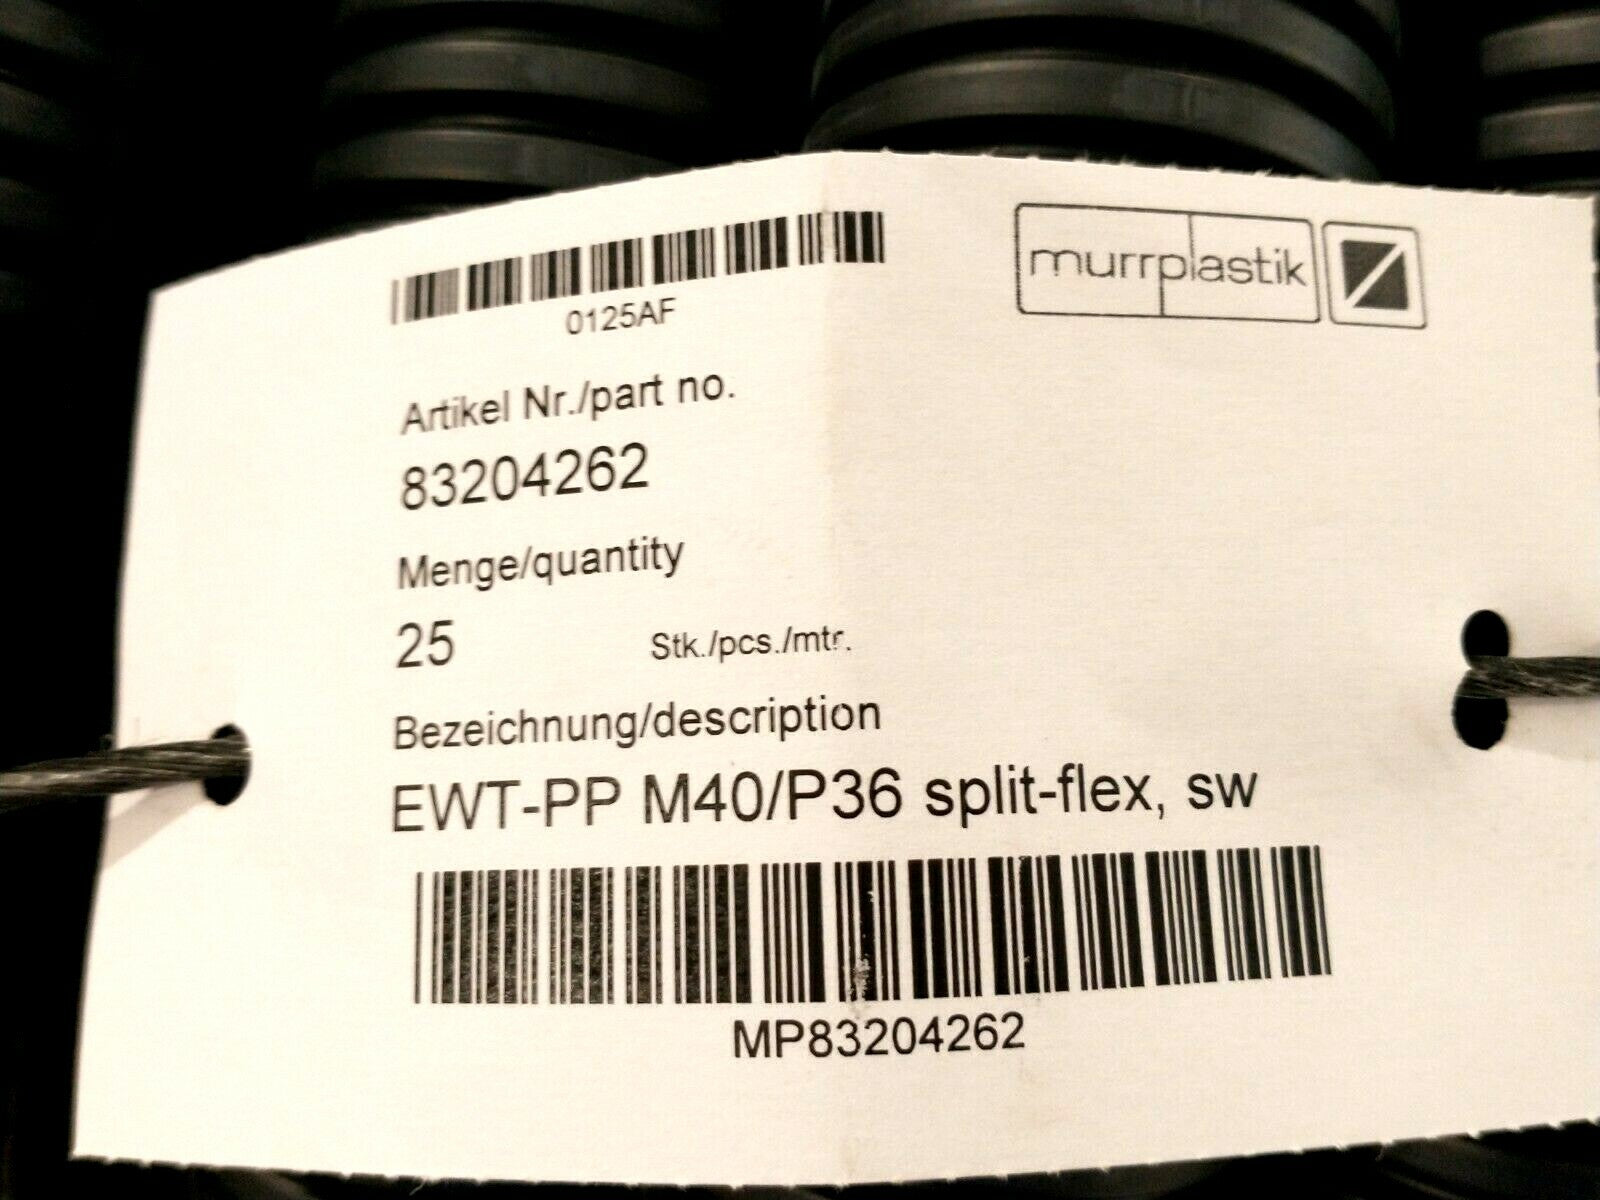 0125AF
murrplastik
Artikel Nr./part no.
83204262
Menge/quantity
25 Stk./pcs./mtr.
Bezeichnung/description
EWT-PP M40/P36 split-flex, sw
MP83204262